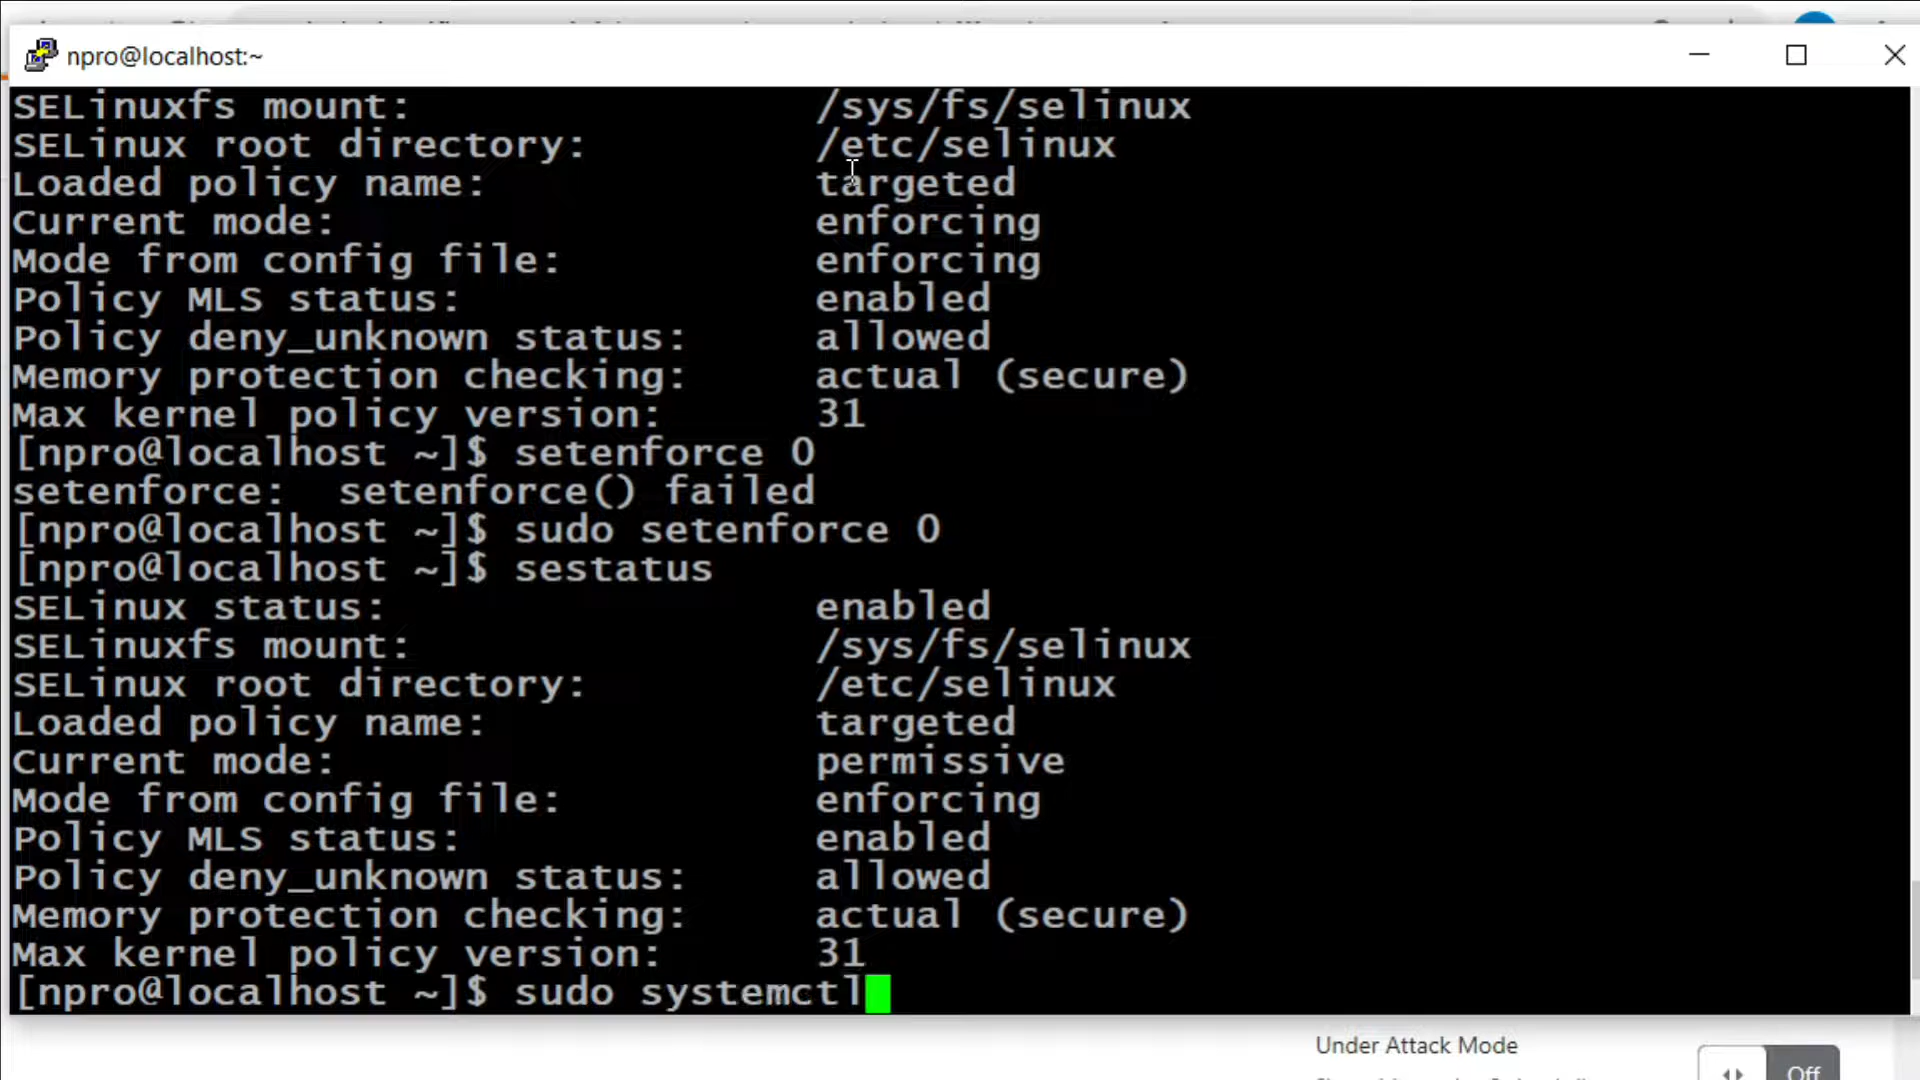 npro@localhost:~
SELinuxfs mount: /sys/fs/selinux
SELinux root directory: /etc/selinux
Loaded policy name: targeted
Current mode: enforcing
Mode from config file: enforcing
Policy MLS status: enabled
Policy deny_unknown status: allowed
Memory protection checking: actual (secure)
Max kernel policy version: 31
[npro@localhost ~]$ setenforce 0
setenforce:  setenforce() failed
[npro@localhost ~]$ sudo setenforce 0
[npro@localhost ~]$ sestatus
SELinux status: enabled
SELinuxfs mount: /sys/fs/selinux
SELinux root directory: /etc/selinux
Loaded policy name: targeted
Current mode: permissive
Mode from config file: enforcing
Policy MLS status: enabled
Policy deny_unknown status: allowed
Memory protection checking: actual (secure)
Max kernel policy version: 31
[npro@localhost ~]$ sudo systemctl
Under Attack Mode
Off